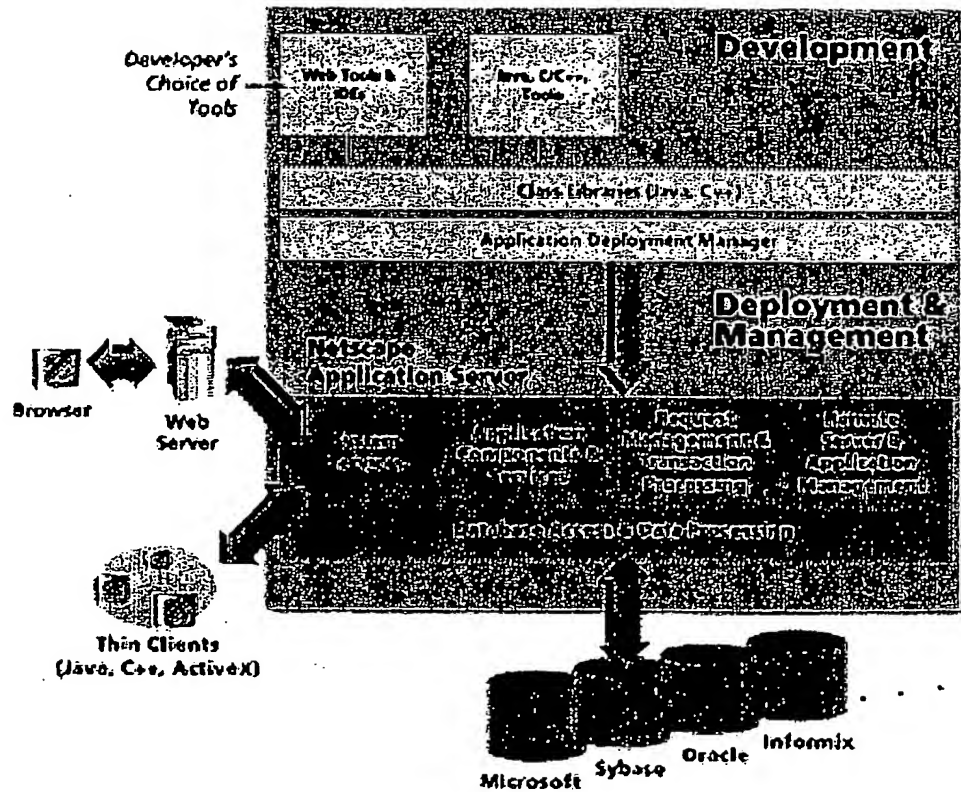 Developer's
Choice of
Tools
Web Tools &
IDEs
Java, C/C++,
Tools
Development
Class Libraries (Java, C++)
Application Deployment Manager
Deployment &
Management
Netscape
Application Server
Browser
Web
Server
System
Application
Components &
Services
Request
Management &
Transaction
Processing
Remote
Server &
Application
Management
Database Access & Data Processing
Thin Clients
(Java, C++, ActiveX)
Microsoft
Sybase
Oracle
Informix
. . .